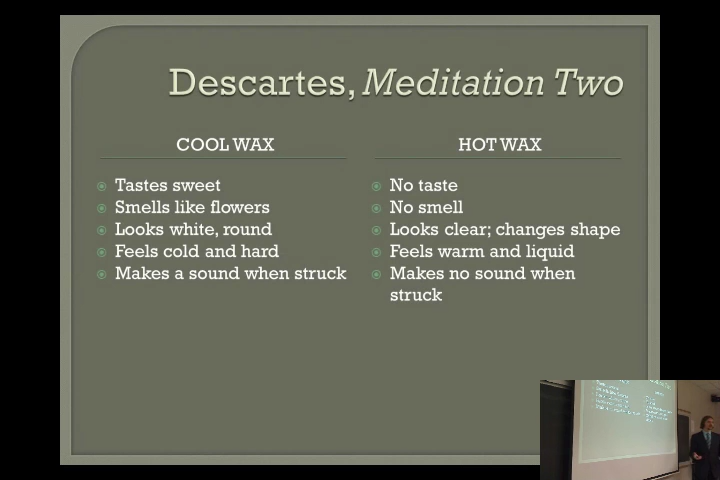 Descartes, Meditation Two
COOL WAX
Tastes sweet
Smells like flowers
Looks white, round
Feels cold and hard
Makes a sound when struck
HOT WAX
No taste
No smell
Looks clear; changes shape
Feels warm and liquid
Makes no sound when
struck